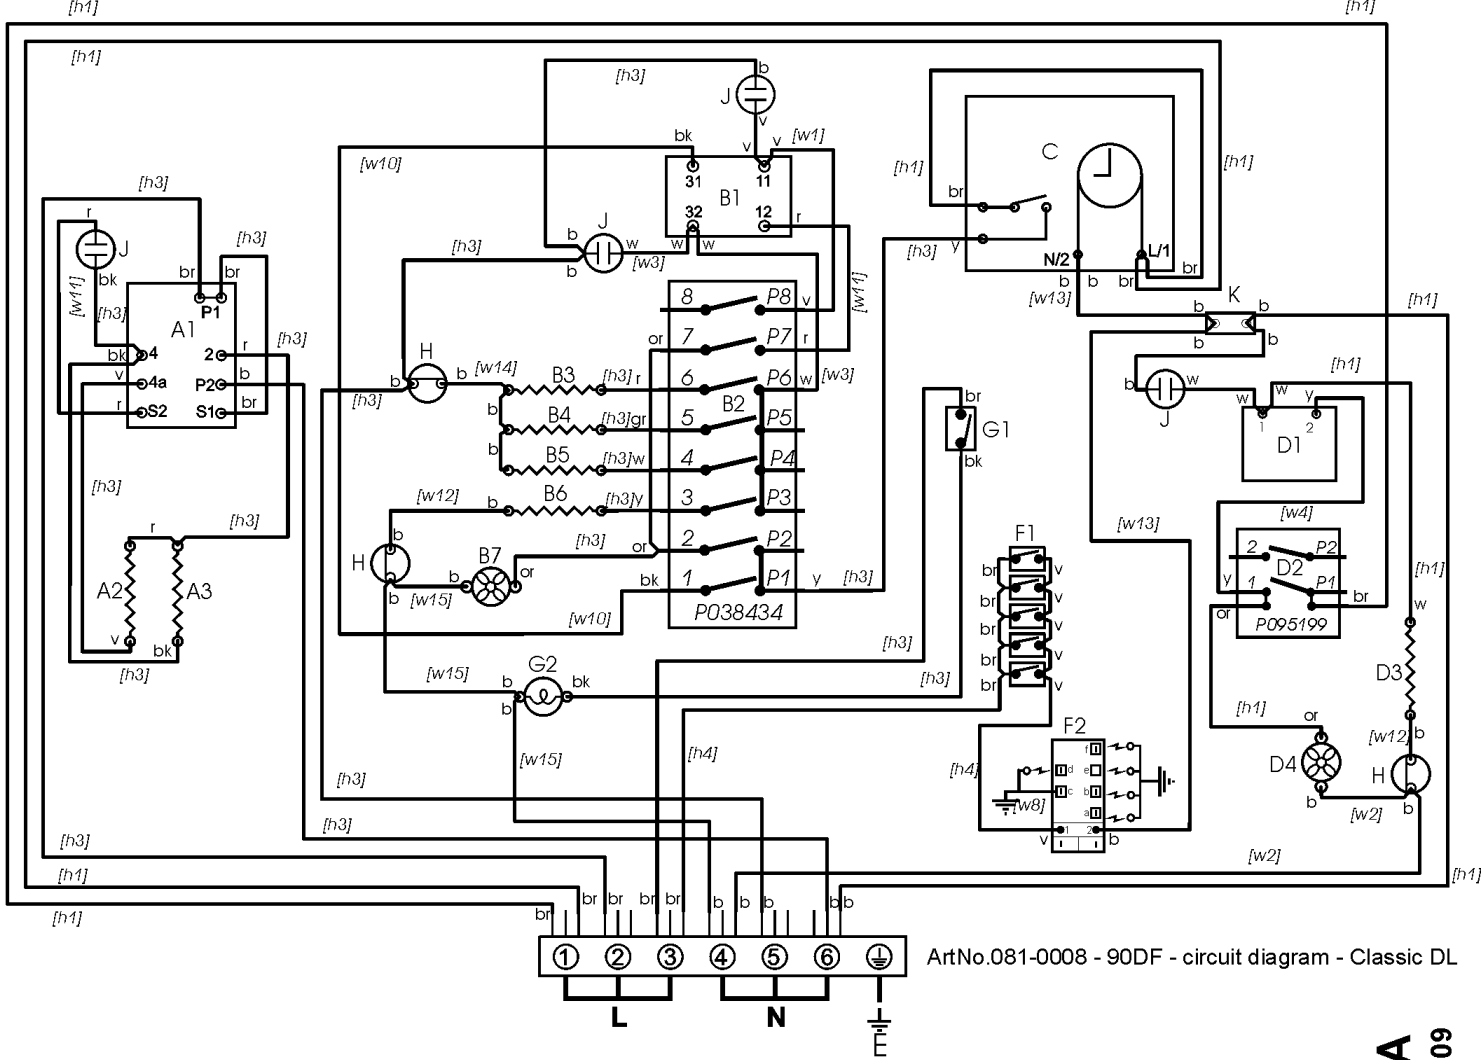 [h1] [h1]
[h1]
[h3] b
J
v
[w1]
bk v v
[w10]
31 11
B1
32 12
r
C
[h1] [h1]
br
y
[h3]
N/2 L/1
b b br br
[w13]
[h3]
r
J
[h3]
bk
br br
[w11]
[h3]
P1
A1
bk 4 2 r
[h3]
v 4a P2 b
r S2 S1 br
J
b
[h3]
b
w w w
[w3]
[w11]
8 P8 v
or 7 P7 r
H
b b
[w14]
[h3]
B3 [h3] r 6 P6 w [w3]
B2
b B4 [h3]gr 5 P5
b B5 [h3]w 4 P4
[w12] b B6 [h3]y 3 P3
b
[h3] or 2 P2
H B7
b or
b [w15]
bk 1 P1 y [h3]
[w10]
P038434
K
b b
b b
[h1]
[h1]
b w
J
w w y
1 2
D1
br
G1
bk
[w13]
[w4]
2 P2
D2
y 1 P1
or br
P095199
[h1]
w
D3
[h1] or
[w12] b
D4 H
b b
[w2]
[w2]
[h1]
F1
br v
br v
br v
br v
br v
[h3]
r
[h3]
A2 A3
v bk
[h3]
[w15]
b G2 bk
b
[h3]
[h3]
[w15]
[h4]
F2
f
d e
c b
a
1 2
v b
[h4]
[w8]
[h3]
[h3]
[h3]
[h1]
[h1]
br br br br br b b b b b
1 2 3 4 5 6
L N E
ArtNo.081-0008 - 90DF - circuit diagram - Classic DL
A
09